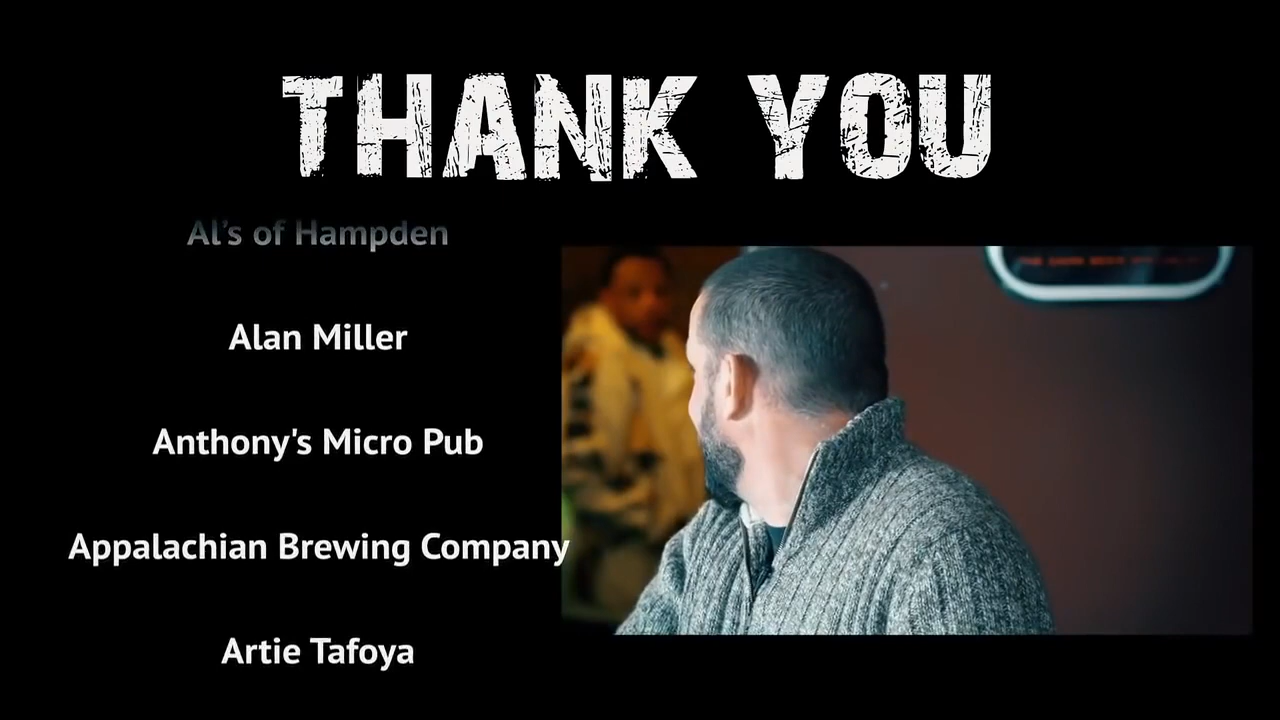 THANK YOU
Al's of Hampden
Alan Miller
Anthony's Micro Pub
Appalachian Brewing Company
Artie Tafoya